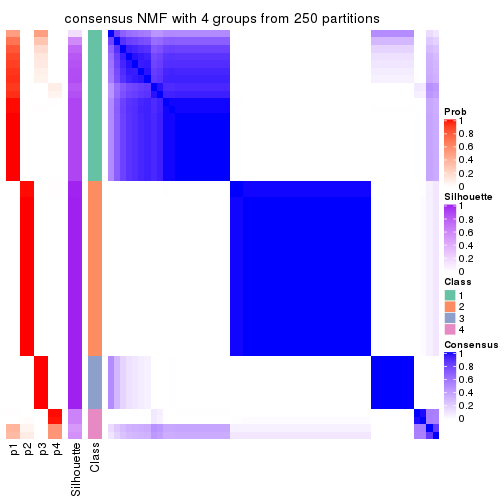 consensus NMF with 4 groups from 250 partitions
Prob
1
0.8
0.6
0.4
0.2
0
Silhouette
1
0.8
0.6
0.4
0.2
0
Class
1
2
3
4
Consensus
1
0.8
0.6
0.4
0.2
0
p1
p2
p3
p4
Silhouette
Class